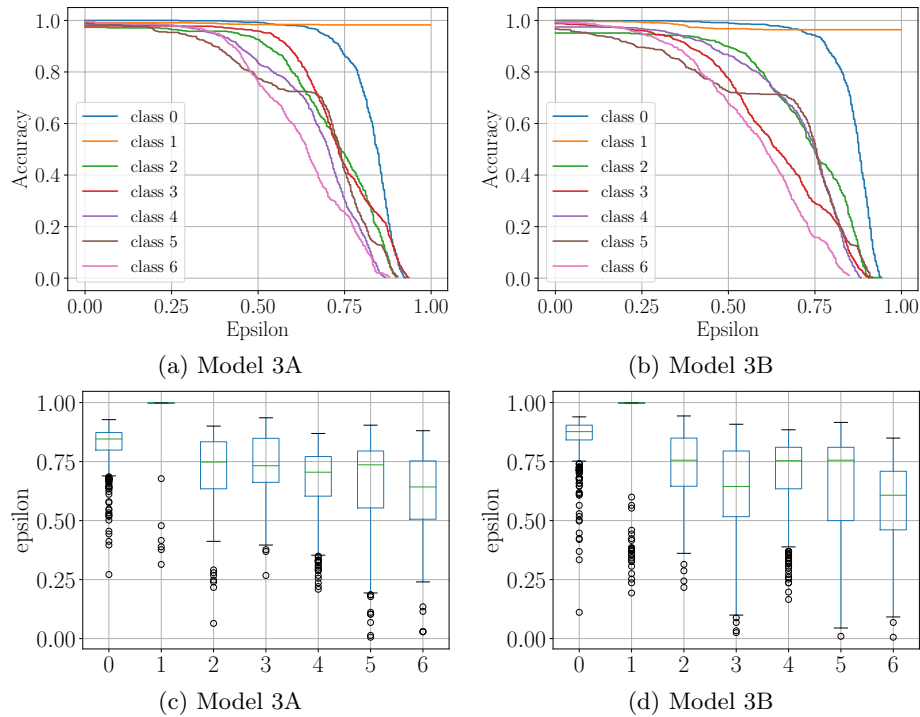 Accuracy
1.0
0.8
0.6
0.4
0.2
0.0
class 0
class 1
class 2
class 3
class 4
class 5
class 6
0.00 0.25 0.50 0.75 1.00
Epsilon
(a) Model 3A
Accuracy
1.0
0.8
0.6
0.4
0.2
0.0
class 0
class 1
class 2
class 3
class 4
class 5
class 6
0.00 0.25 0.50 0.75 1.00
Epsilon
(b) Model 3B
epsilon
1.00
0.75
0.50
0.25
0.00
0 1 2 3 4 5 6
(c) Model 3A
epsilon
1.00
0.75
0.50
0.25
0.00
0 1 2 3 4 5 6
(d) Model 3B